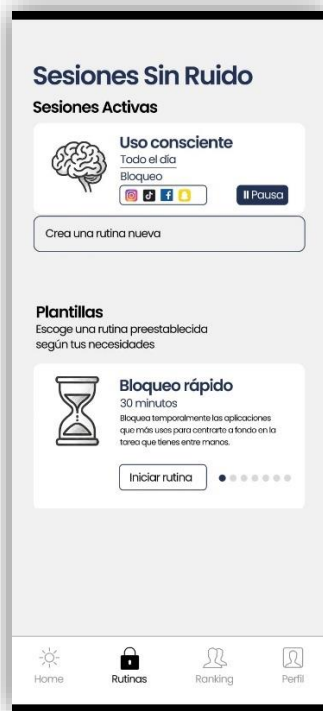 Sesiones Sin Ruido
Sesiones Activas
Uso consciente
Todo el día
Bloqueo
Pausa
Crea una rutina nueva
Plantillas
Escoge una rutina preestablecida
según tus necesidades
Bloqueo rápido
30 minutos
Bloquea temporalmente las aplicaciones
que más uses para centrarte a fondo en la
tarea que tienes entre manos.
Iniciar rutina
Home Rutinas Ranking Perfil